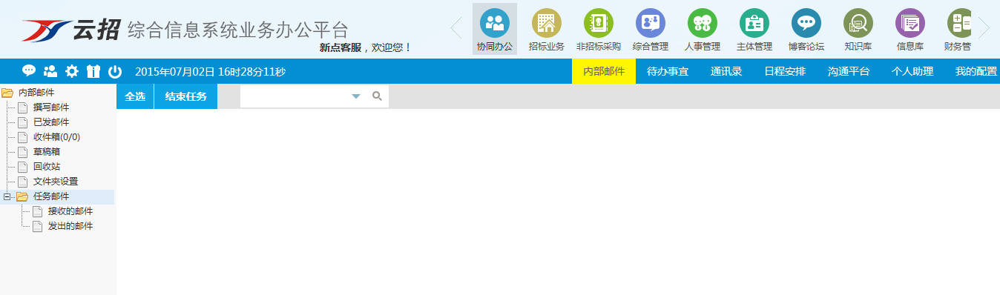 云招 综合信息系统业务办公平台
新点客服，欢迎您！
协同办公 招标业务 非招标采购 综合管理 人事管理 主体管理 博客论坛 知识库 信息库 财务管
2015年07月02日 16时28分11秒
内部邮件 待办事宜 通讯录 日程安排 沟通平台 个人助理 我的配置
内部邮件
撰写邮件
已发邮件
收件箱(0/0)
草稿箱
回收站
文件夹设置
任务邮件
接收的邮件
发出的邮件
全选 结束任务